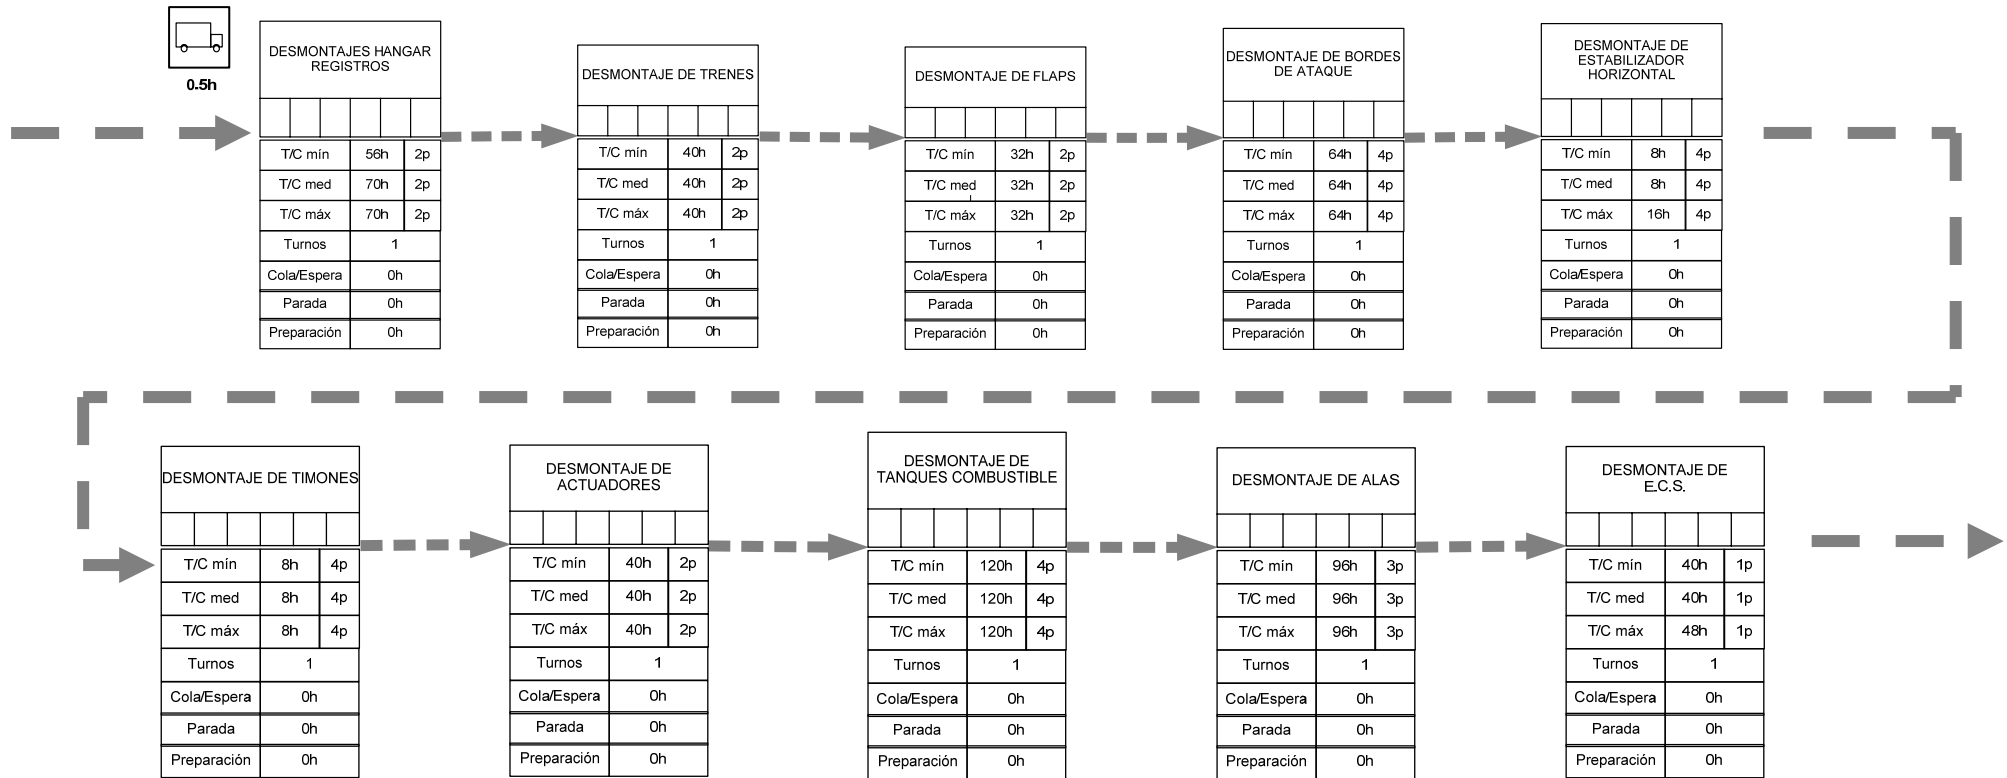 0.5h
DESMONTAJES HANGAR
REGISTROS
T/C mín 56h 2p
T/C med 70h 2p
T/C máx 70h 2p
Turnos 1
Cola/Espera 0h
Parada 0h
Preparación 0h
DESMONTAJE DE TRENES
T/C mín 40h 2p
T/C med 40h 2p
T/C máx 40h 2p
Turnos 1
Cola/Espera 0h
Parada 0h
Preparación 0h
DESMONTAJE DE FLAPS
T/C mín 32h 2p
T/C med 32h 2p
T/C máx 32h 2p
Turnos 1
Cola/Espera 0h
Parada 0h
Preparación 0h
DESMONTAJE DE BORDES
DE ATAQUE
T/C mín 64h 4p
T/C med 64h 4p
T/C máx 64h 4p
Turnos 1
Cola/Espera 0h
Parada 0h
Preparación 0h
DESMONTAJE DE
ESTABILIZADOR
HORIZONTAL
T/C mín 8h 4p
T/C med 8h 4p
T/C máx 16h 4p
Turnos 1
Cola/Espera 0h
Parada 0h
Preparación 0h
DESMONTAJE DE TIMONES
T/C mín 8h 4p
T/C med 8h 4p
T/C máx 8h 4p
Turnos 1
Cola/Espera 0h
Parada 0h
Preparación 0h
DESMONTAJE DE
ACTUADORES
T/C mín 40h 2p
T/C med 40h 2p
T/C máx 40h 2p
Turnos 1
Cola/Espera 0h
Parada 0h
Preparación 0h
DESMONTAJE DE
TANQUES COMBUSTIBLE
T/C mín 120h 4p
T/C med 120h 4p
T/C máx 120h 4p
Turnos 1
Cola/Espera 0h
Parada 0h
Preparación 0h
DESMONTAJE DE ALAS
T/C mín 96h 3p
T/C med 96h 3p
T/C máx 96h 3p
Turnos 1
Cola/Espera 0h
Parada 0h
Preparación 0h
DESMONTAJE DE
E.C.S.
T/C mín 40h 1p
T/C med 40h 1p
T/C máx 48h 1p
Turnos 1
Cola/Espera 0h
Parada 0h
Preparación 0h